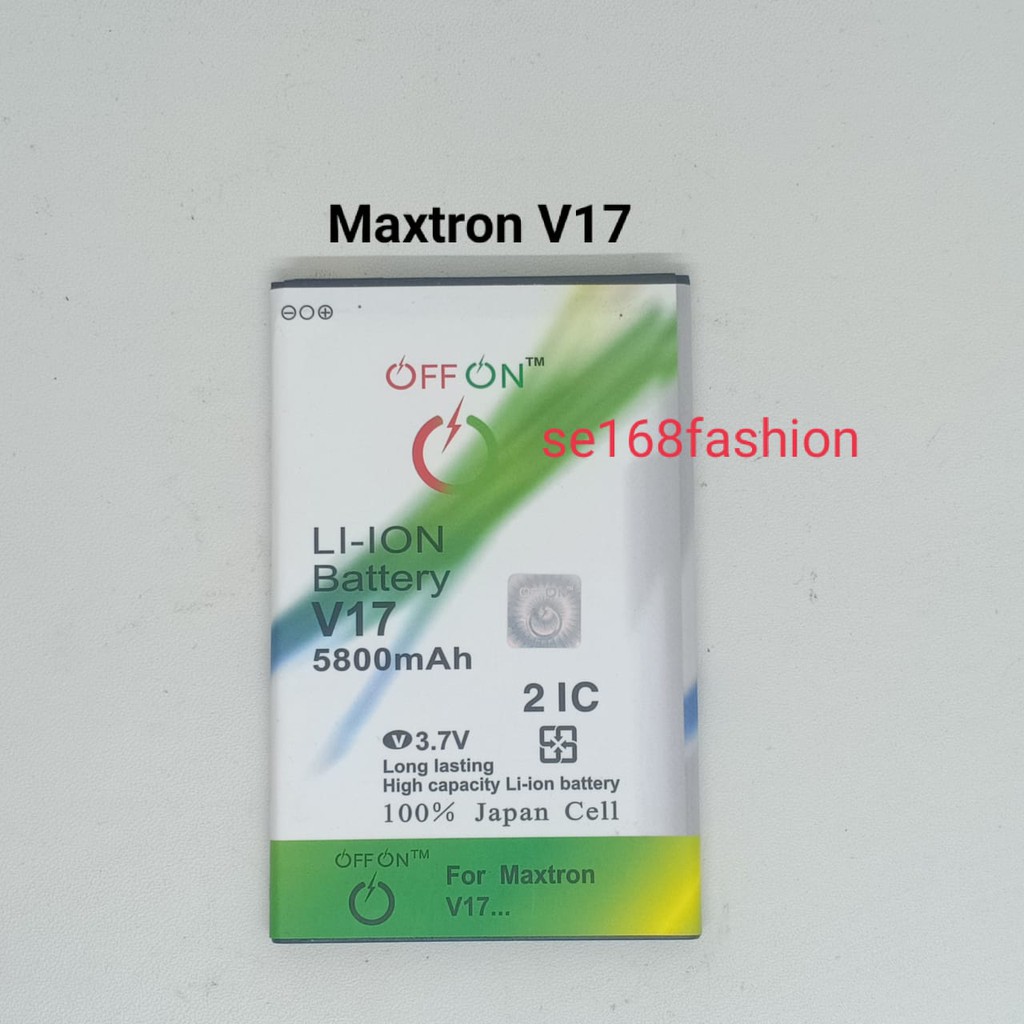 Maxtron V17
OFF ON™
se168fashion
LI-ION
Battery
V17
5800mAh
2 IC
V 3.7V
Long lasting
High capacity Li-ion battery
100% Japan Cell
OFF ON™
For Maxtron
V17...